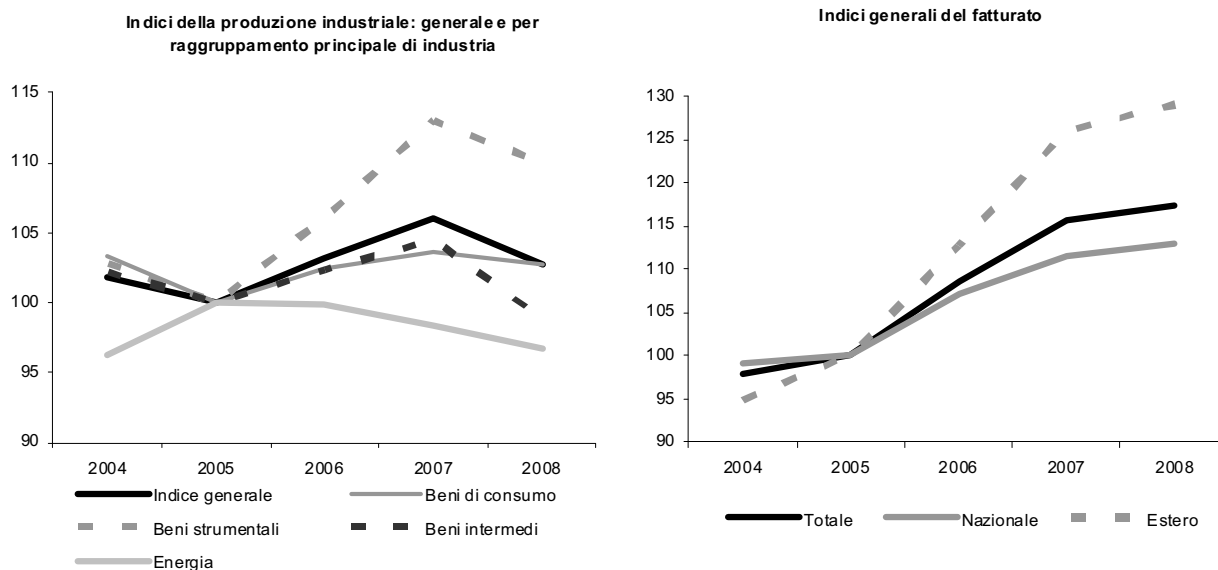 Indici della produzione industriale: generale e per
raggruppamento principale di industria
115
110
105
100
95
90
2004 2005 2006 2007 2008
Indice generale Beni di consumo
Beni strumentali Beni intermedi
Energia
Indici generali del fatturato
130
125
120
115
110
105
100
95
90
2004 2005 2006 2007 2008
Totale Nazionale Estero